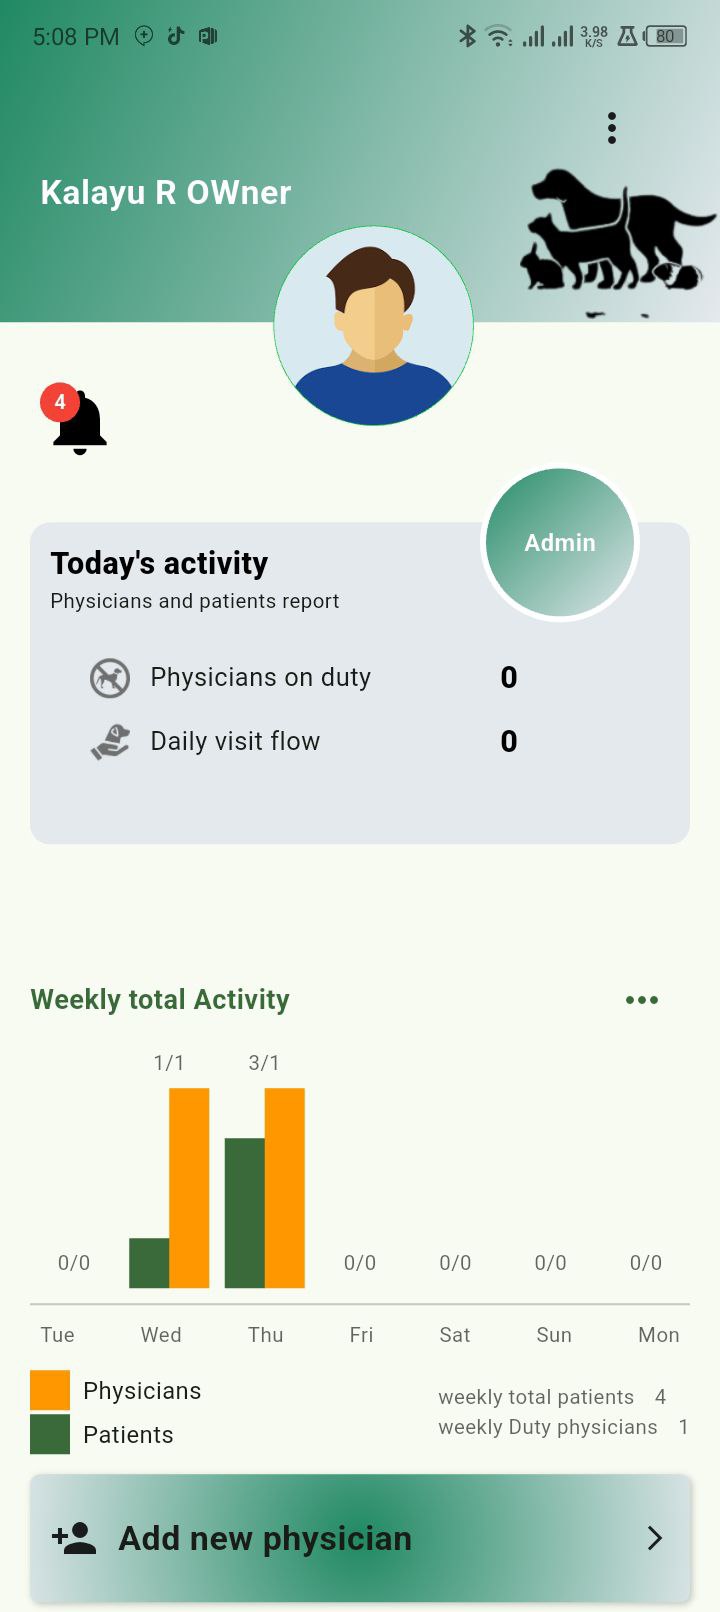 5:08 PM 3.98 K/S 80
Kalayu R OWner
4
Admin
Today's activity
Physicians and patients report
Physicians on duty 0
Daily visit flow 0
Weekly total Activity
1/1 3/1
0/0 0/0 0/0 0/0 0/0
Tue Wed Thu Fri Sat Sun Mon
Physicians
Patients
weekly total patients 4
weekly Duty physicians 1
Add new physician